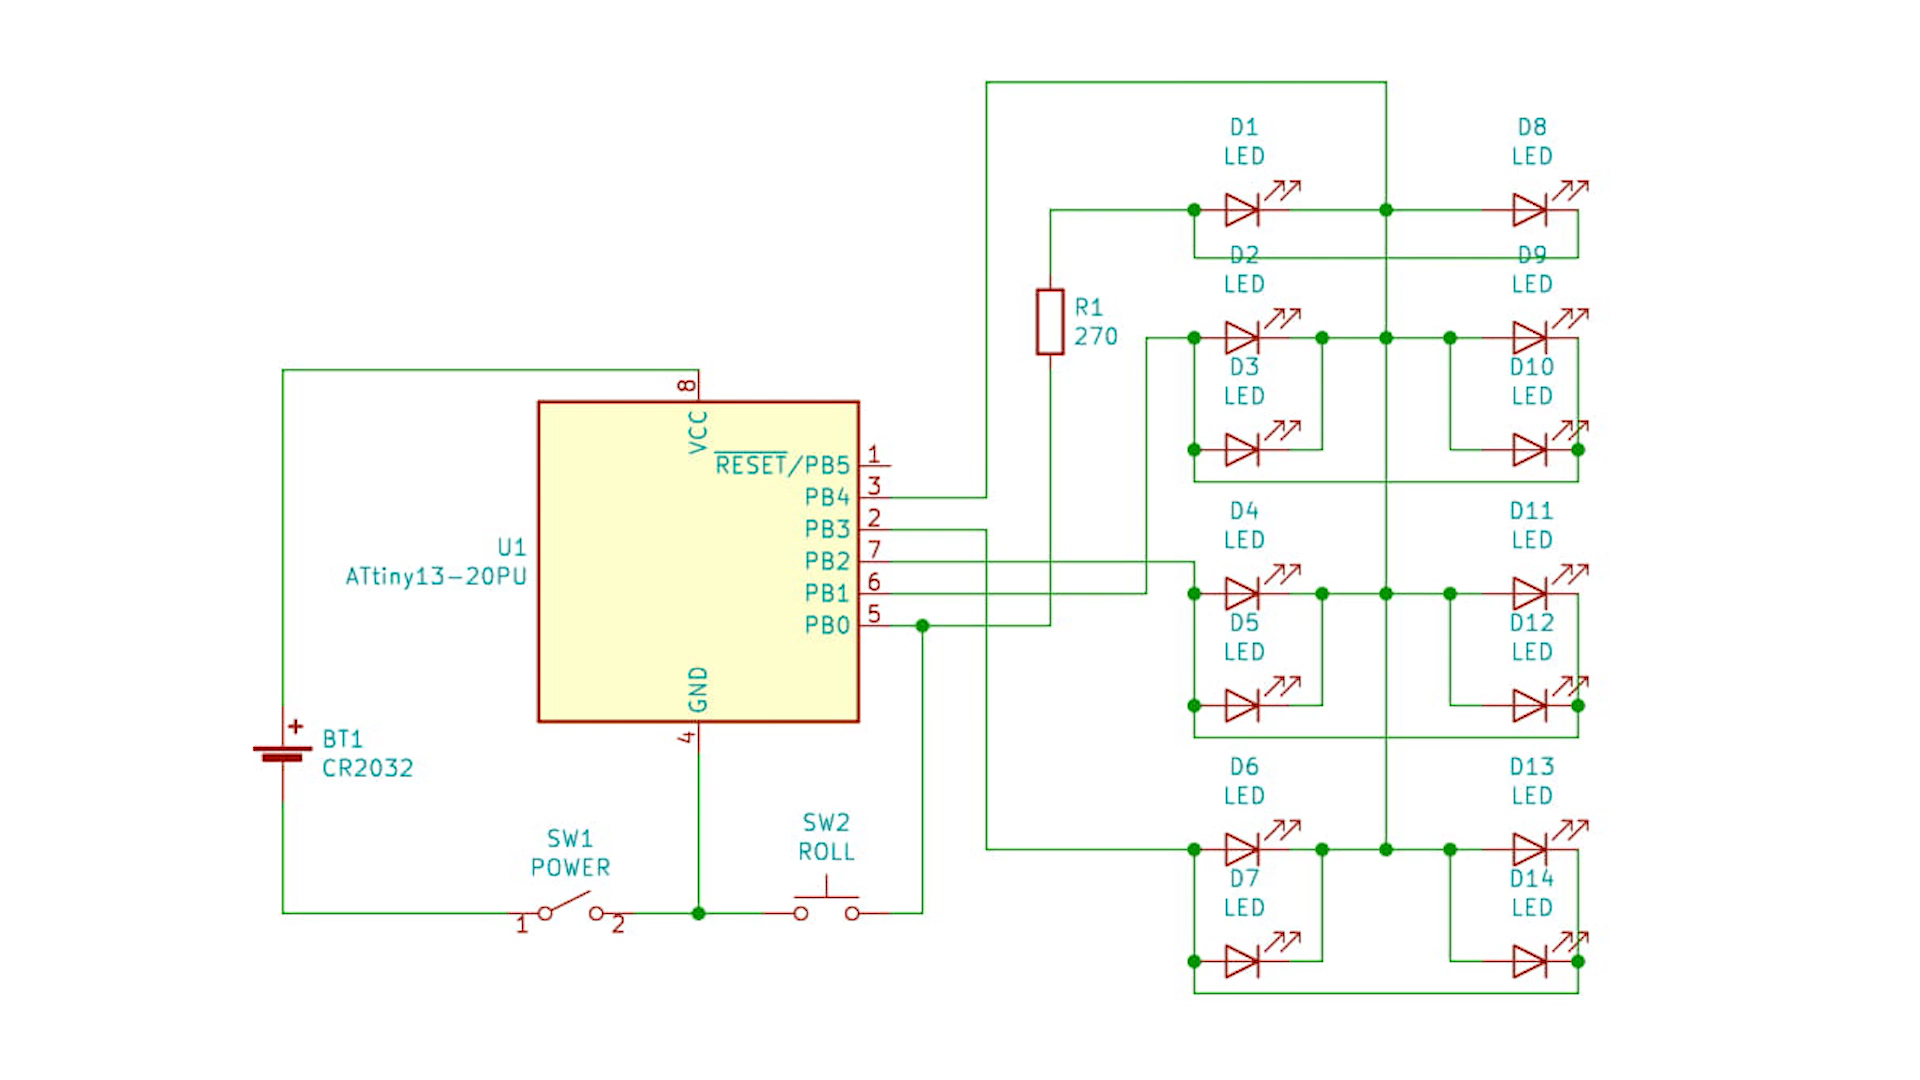 D1
LED
D8
LED
D2
LED
D9
LED
R1
270
D3
LED
D10
LED
8
VCC
RESET/PB5
1
PB4
3
PB3
2
PB2
7
PB1
6
PB0
5
GND
4
U1
ATtiny13-20PU
D4
LED
D11
LED
D5
LED
D12
LED
+
BT1
CR2032
D6
LED
D13
LED
SW1
POWER
1
2
SW2
ROLL
D7
LED
D14
LED